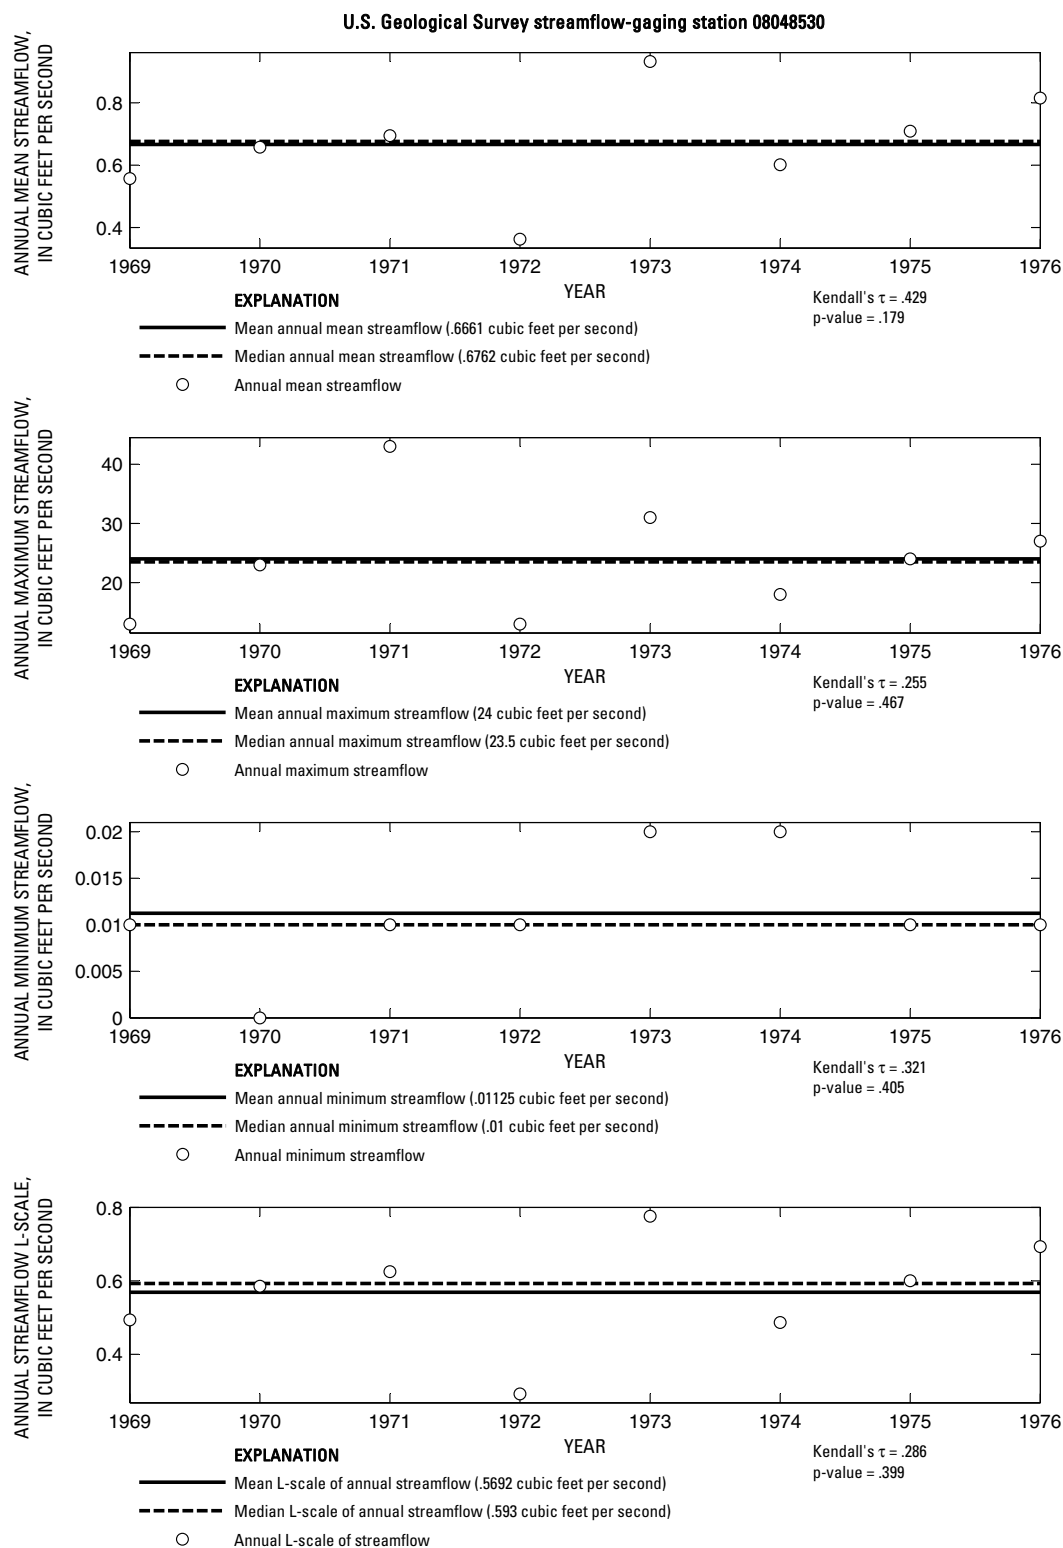 U.S. Geological Survey streamflow-gaging station 08048530
ANNUAL MEAN STREAMFLOW,
IN CUBIC FEET PER SECOND
0.8
0.6
0.4
1969 1970 1971 1972 1973 1974 1975 1976
YEAR
Kendall's τ = .429
p-value = .179
EXPLANATION
Mean annual mean streamflow (.6661 cubic feet per second)
Median annual mean streamflow (.6762 cubic feet per second)
Annual mean streamflow
ANNUAL MAXIMUM STREAMFLOW,
IN CUBIC FEET PER SECOND
40
30
20
1969 1970 1971 1972 1973 1974 1975 1976
YEAR
Kendall's τ = .255
p-value = .467
EXPLANATION
Mean annual maximum streamflow (24 cubic feet per second)
Median annual maximum streamflow (23.5 cubic feet per second)
Annual maximum streamflow
ANNUAL MINIMUM STREAMFLOW,
IN CUBIC FEET PER SECOND
0.02
0.015
0.01
0.005
0
1969 1970 1971 1972 1973 1974 1975 1976
YEAR
Kendall's τ = .321
p-value = .405
EXPLANATION
Mean annual minimum streamflow (.01125 cubic feet per second)
Median annual minimum streamflow (.01 cubic feet per second)
Annual minimum streamflow
ANNUAL STREAMFLOW L-SCALE,
IN CUBIC FEET PER SECOND
0.8
0.6
0.4
1969 1970 1971 1972 1973 1974 1975 1976
YEAR
Kendall's τ = .286
p-value = .399
EXPLANATION
Mean L-scale of annual streamflow (.5692 cubic feet per second)
Median L-scale of annual streamflow (.593 cubic feet per second)
Annual L-scale of streamflow